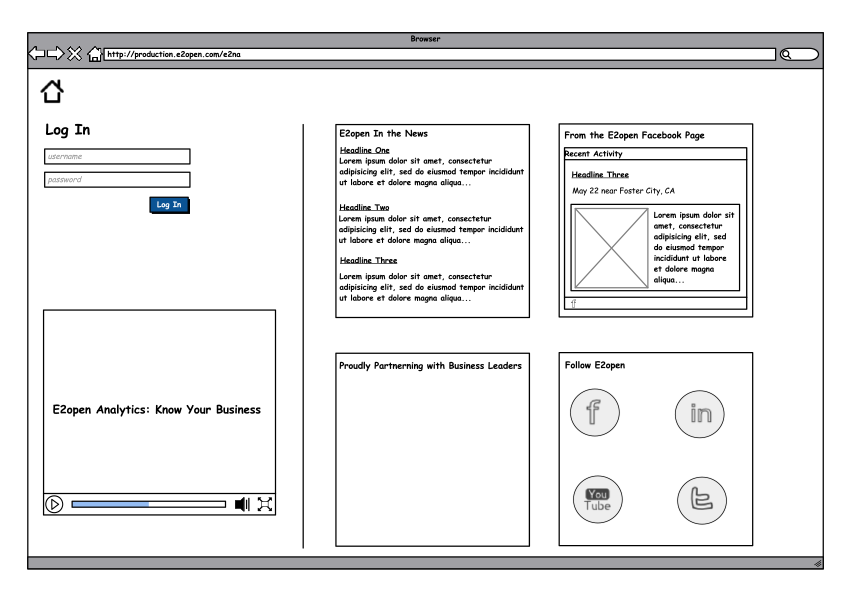 Browser
http://production.e2open.com/e2na
Log In
username
password
Log In
E2open Analytics: Know Your Business
E2open In the News
Headline One
Lorem ipsum dolor sit amet, consectetur
adipisicing elit, sed do eiusmod tempor incididunt
ut labore et dolore magna aliqua...
Headline Two
Lorem ipsum dolor sit amet, consectetur
adipisicing elit, sed do eiusmod tempor incididunt
ut labore et dolore magna aliqua...
Headline Three
Lorem ipsum dolor sit amet, consectetur
adipisicing elit, sed do eiusmod tempor incididunt
ut labore et dolore magna aliqua...
From the E2open Facebook Page
Recent Activity
Headline Three
May 22 near Foster City, CA
Lorem ipsum dolor sit
amet, consectetur
adipisicing elit, sed
do eiusmod tempor
incididunt ut labore
et dolore magna
aliqua...
f
Proudly Partnerning with Business Leaders
Follow E2open
f
in
You
Tube
t